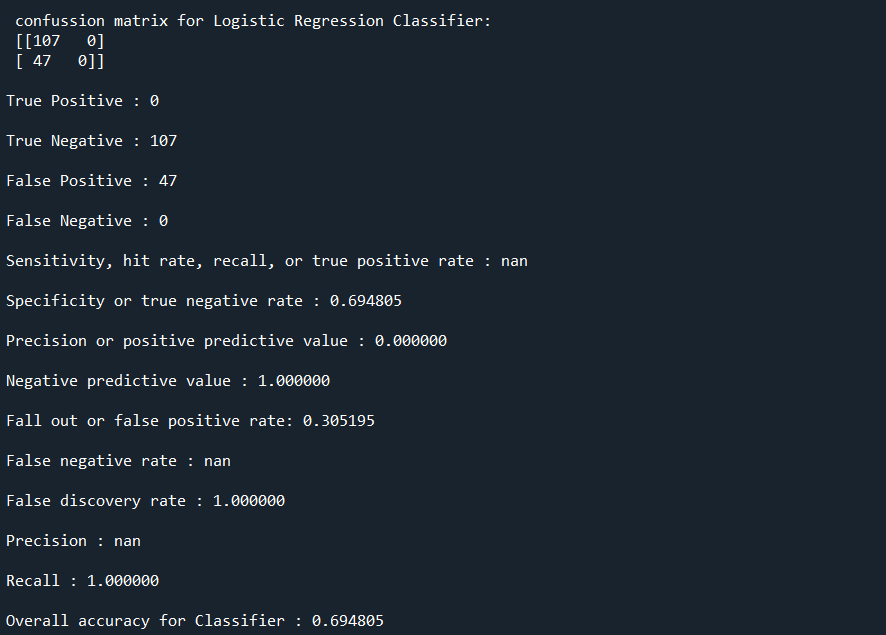 confussion matrix for Logistic Regression Classifier:
[[107   0]
[ 47   0]]
True Positive : 0
True Negative : 107
False Positive : 47
False Negative : 0
Sensitivity, hit rate, recall, or true positive rate : nan
Specificity or true negative rate : 0.694805
Precision or positive predictive value : 0.000000
Negative predictive value : 1.000000
Fall out or false positive rate: 0.305195
False negative rate : nan
False discovery rate : 1.000000
Precision : nan
Recall : 1.000000
Overall accuracy for Classifier : 0.694805